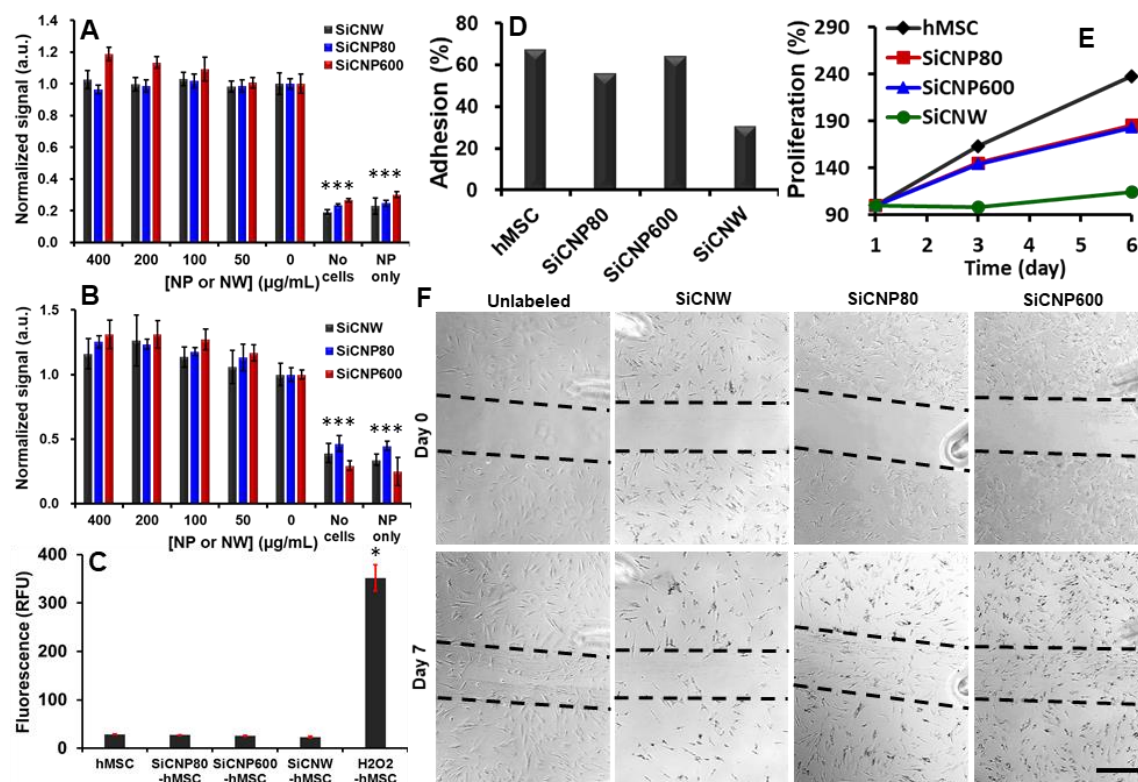 A
SiCNW
SiCNP80
SiCNP600
Normalized signal (a.u.)
1.4
1.2
1.0
0.8
0.6
0.4
0.2
0.0
***
***
400 200 100 50 0 No cells NP only
[NP or NW] (µg/mL)
B
SiCNW
SiCNP80
SiCNP600
Normalized signal (a.u.)
1.5
1.0
0.5
0.0
***
***
400 200 100 50 0 No cells NP only
[NP or NW] (µg/mL)
C
Fluorescence (RFU)
400
300
200
100
0
*
hMSC SiCNP80 SiCNP600 SiCNW H2O2
-hMSC -hMSC -hMSC -hMSC
D
Adhesion (%)
80
60
40
20
0
hMSC
SiCNP80
SiCNP600
SiCNW
E
hMSC
SiCNP80
SiCNP600
SiCNW
Proliferation (%)
290
240
190
140
90
1 2 3 4 5 6
Time (day)
F
Unlabeled SiCNW SiCNP80 SiCNP600
Day 0
Day 7